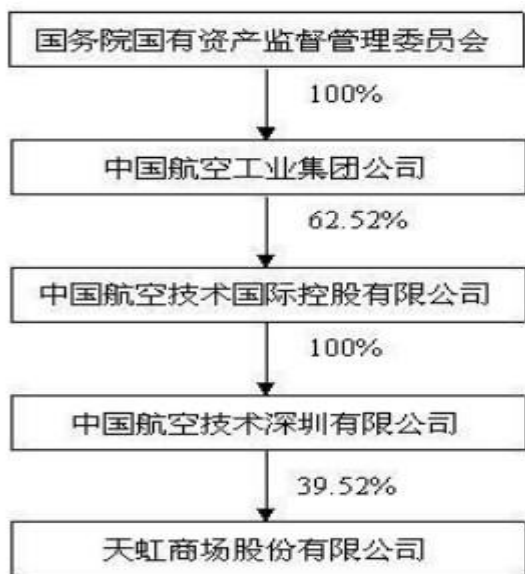 国务院国有资产监督管理委员会
100%
中国航空工业集团公司
62.52%
中国航空技术国际控股有限公司
100%
中国航空技术深圳有限公司
39.52%
天虹商场股份有限公司